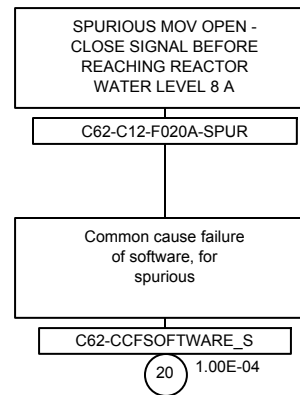 SPURIOUS MOV OPEN -
CLOSE SIGNAL BEFORE
REACHING REACTOR
WATER LEVEL 8 A
C62-C12-F020A-SPUR
Common cause failure
of software, for
spurious
C62-CCFSOFTWARE_S
20 1.00E-04